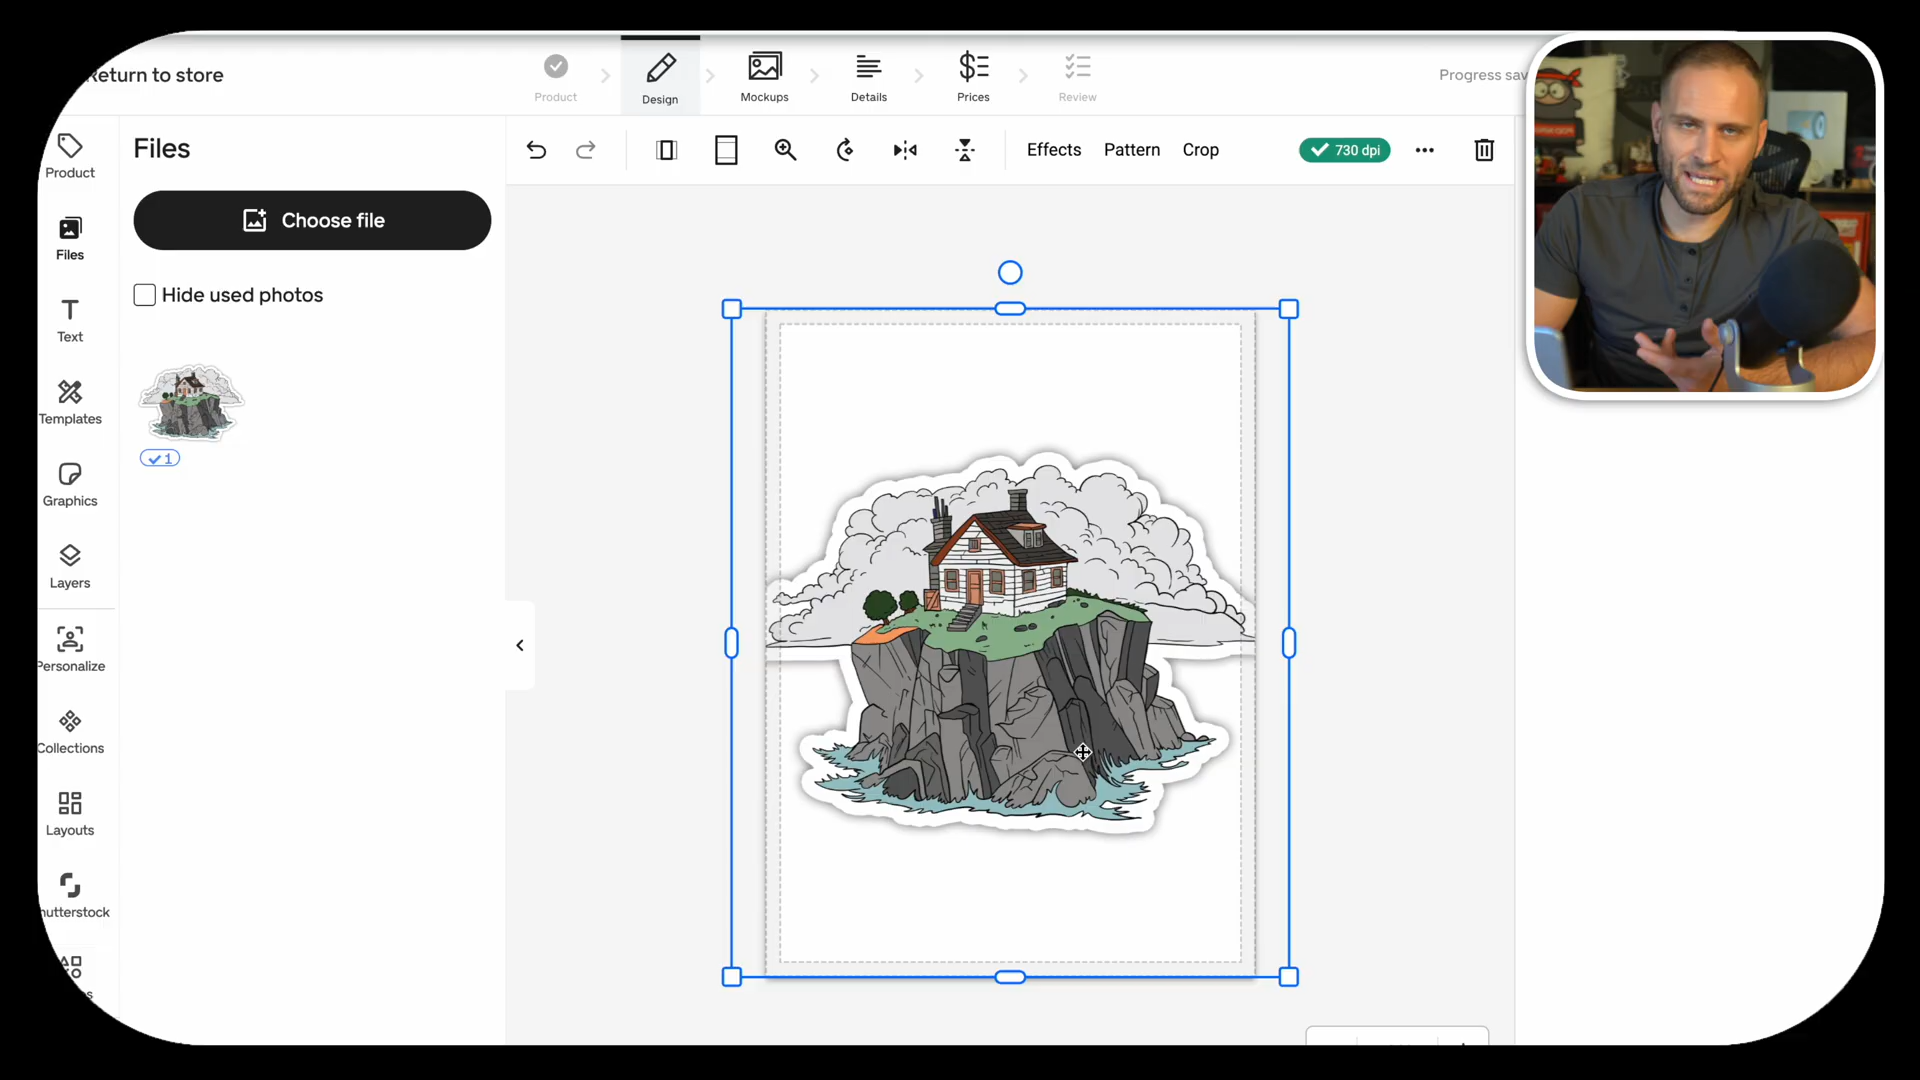 Return to store
Product
Design
Mockups
Details
Prices
Review
Progress sav
Product
Files
Text
Templates
Graphics
Layers
Personalize
Collections
Layouts
hutterstock
Files
Choose file
Hide used photos
1
Effects
Pattern
Crop
730 dpi